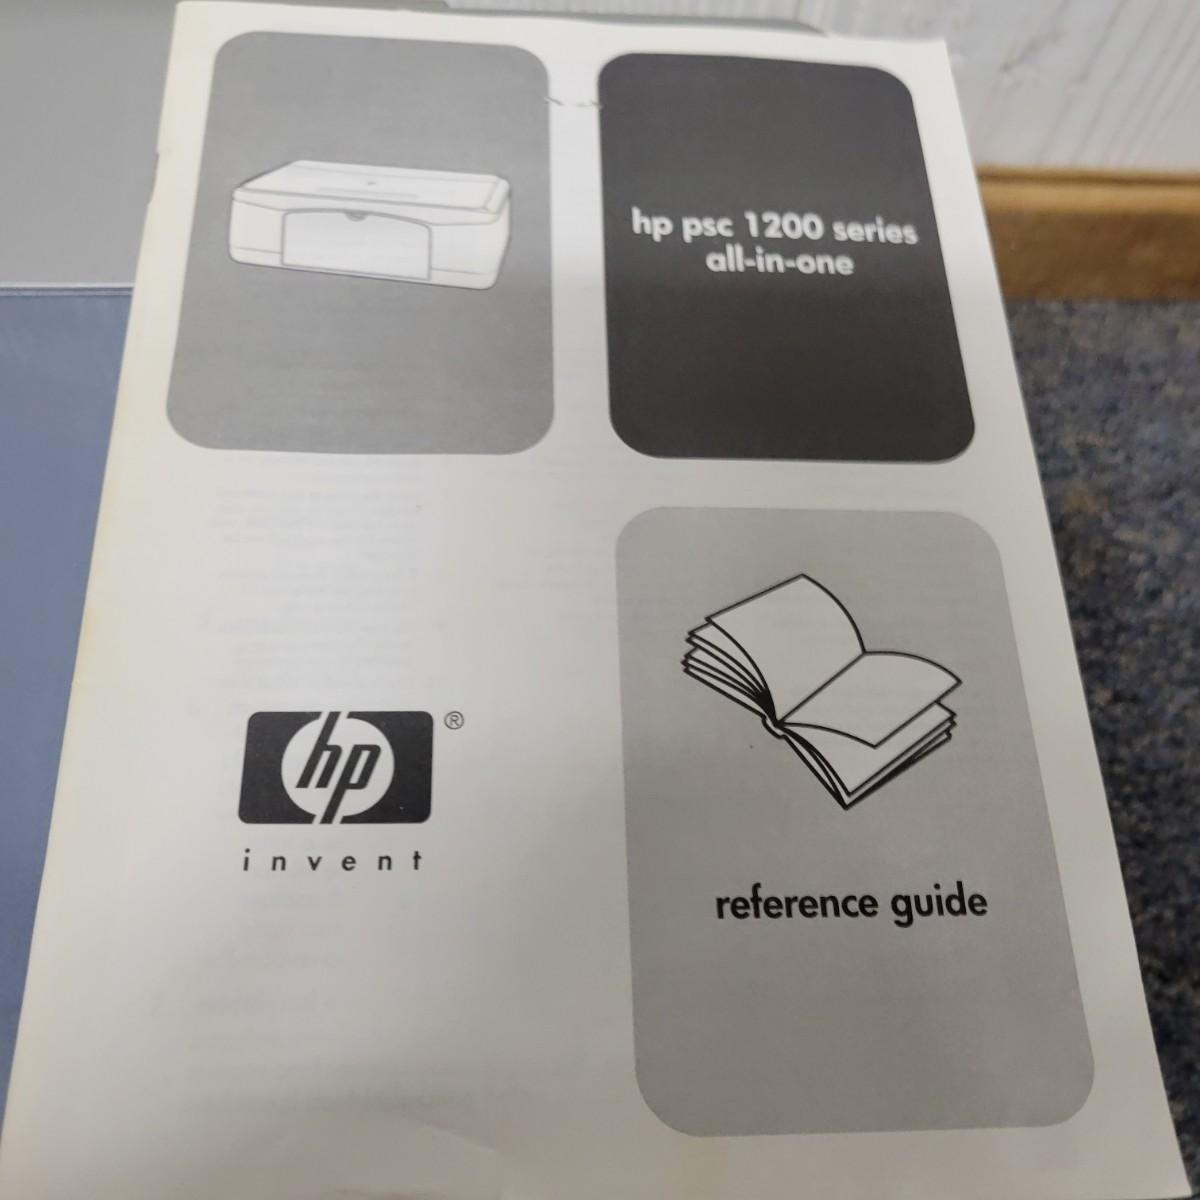 hp psc 1200 series
all-in-one
hp ®
invent
reference guide